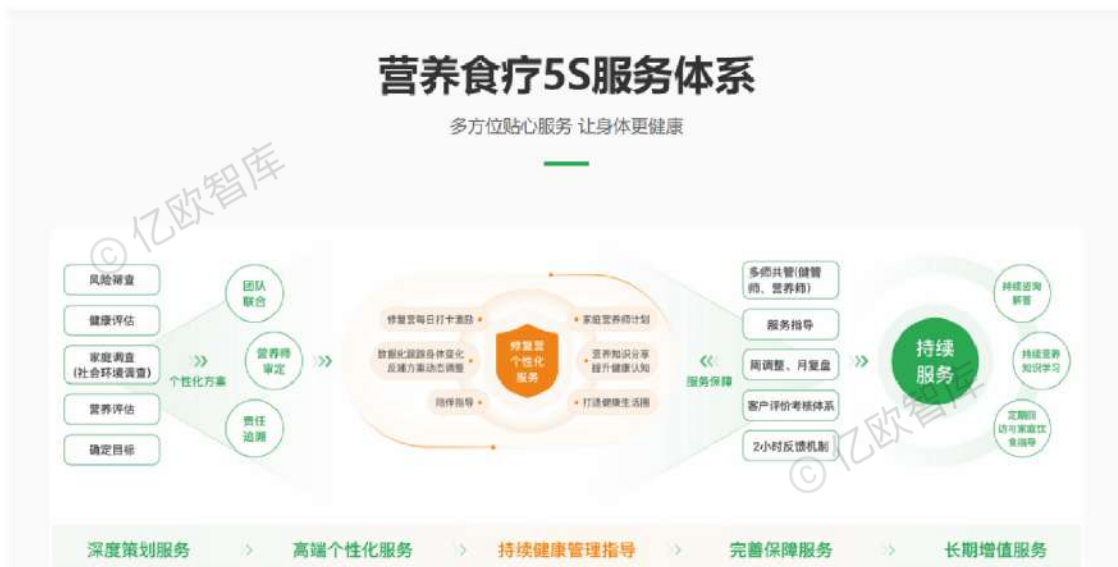 营养食疗5S服务体系
多方位贴心服务 让身体更健康
©亿欧智库
风险筛查
健康评估
家庭调查
(社会环境调查)
营养评估
确定目标
个性化方案
团队
联合
营养师
审定
责任
追溯
修复营每日打卡激励
数据化跟踪身体变化
反哺方案动态调整
陪伴指导
修复营
个性化
服务
家庭营养师计划
营养知识分享
提升健康认知
打造健康生活圈
服务保障
多师共管(健管
师、营养师)
服务指导
周调整、月复盘
客户评价考核体系
2小时反馈机制
持续
服务
持续咨询
解答
持续营养
知识学习
定期回
访与家庭饮
食指导
©亿欧智库
深度策划服务
高端个性化服务
持续健康管理指导
完善保障服务
长期增值服务